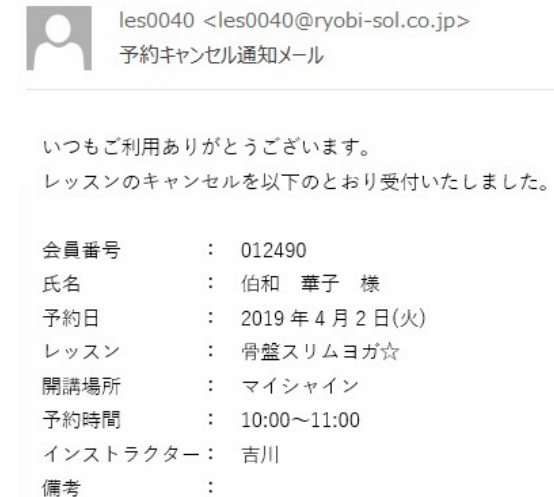 les0040 <les0040@ryobi-sol.co.jp>
予約キャンセル通知メール
いつもご利用ありがとうございます。
レッスンのキャンセルを以下のとおり受付いたしました。
会員番号 : 012490
氏名 : 伯和 華子 様
予約日 : 2019年4月2日(火)
レッスン : 骨盤スリムヨガ☆
開講場所 : マイシャイン
予約時間 : 10:00～11:00
インストラクター : 吉川
備考 :